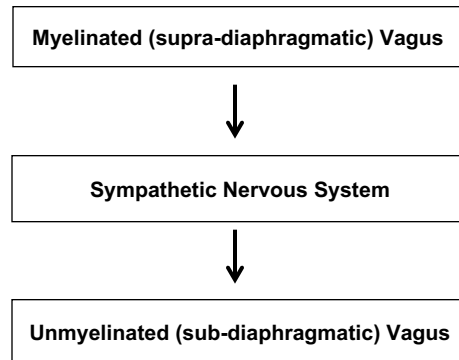 Myelinated (supra-diaphragmatic) Vagus
Sympathetic Nervous System
Unmyelinated (sub-diaphragmatic) Vagus